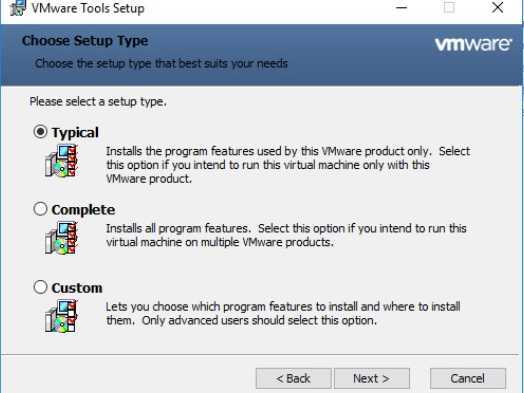 VMware Tools Setup
Choose Setup Type
vmware®
Choose the setup type that best suits your needs
Please select a setup type.
Typical
Installs the program features used by this VMware product only. Select
this option if you intend to run this virtual machine only with this
VMware product.
Complete
Installs all program features. Select this option if you intend to run this
virtual machine on multiple VMware products.
Custom
Lets you choose which program features to install and where to install
them. Only advanced users should select this option.
< Back
Next >
Cancel